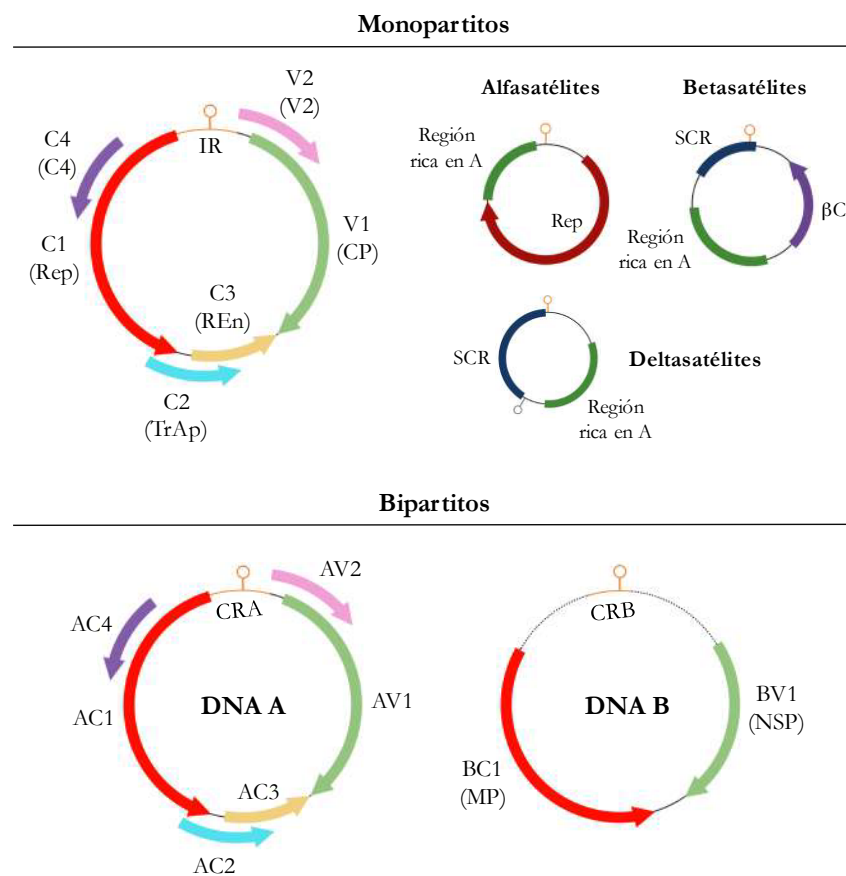 Monopartitos
V2
(V2)
C4
(C4)
IR
C1
(Rep)
V1
(CP)
C3
(REn)
C2
(TrAp)
Alfasatélites
Región
rica en A
Rep
Betasatélites
SCR
βC
Región
rica en A
SCR
Deltasatélites
Región
rica en A
Bipartitos
AV2
CRA
AC4
AC1
DNA A
AV1
AC3
AC2
CRB
DNA B
BV1
(NSP)
BC1
(MP)